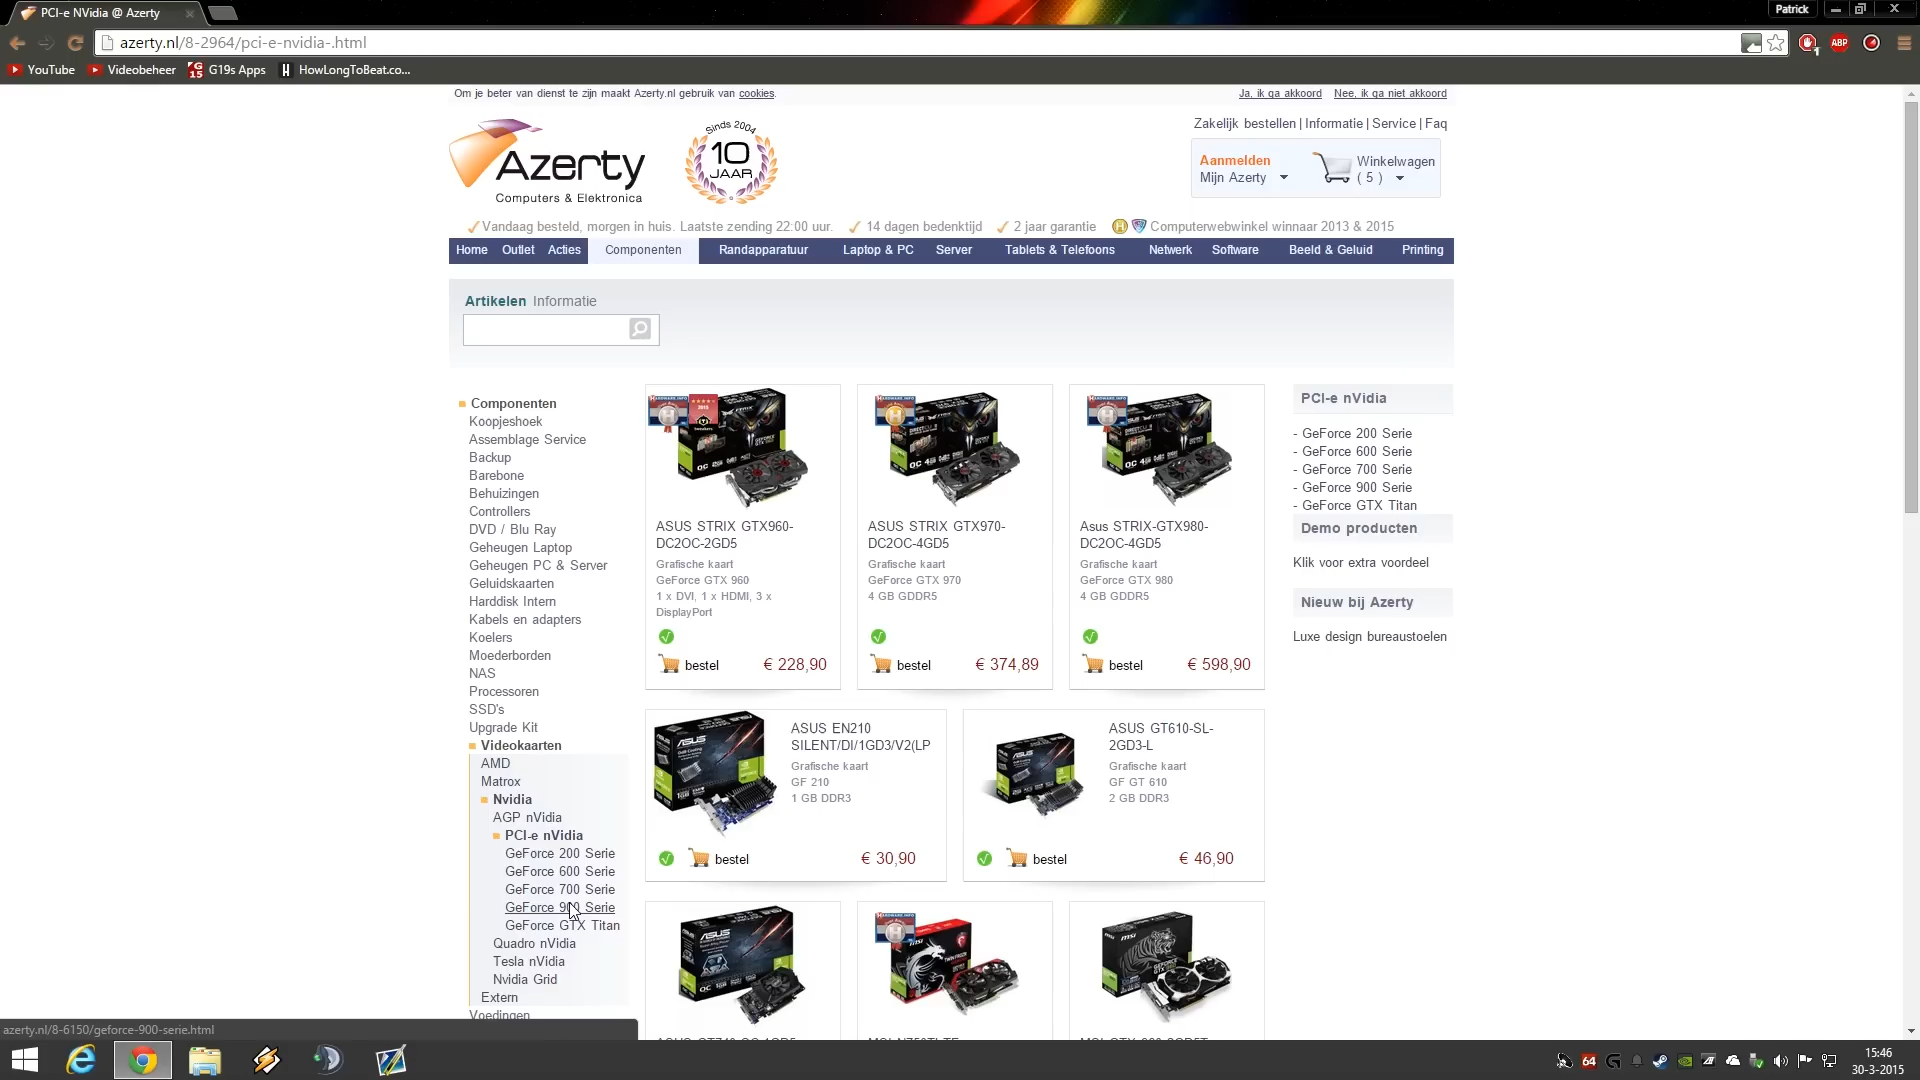 PCI-e NVidia @ Azerty
Patrick
azerty.nl/8-2964/pci-e-nvidia-.html
ABP
YouTube
Videobeheer
G19s Apps
HowLongToBeat.co...
Om je beter van dienst te zijn maakt Azerty.nl gebruik van cookies.
Ja, ik ga akkoord
Nee, ik ga niet akkoord
Zakelijk bestellen | Informatie | Service | Faq
Azerty
Computers & Elektronica
Sinds 2004
10
JAAR
Aanmelden
Mijn Azerty
Winkelwagen
( 5 )
Vandaag besteld, morgen in huis. Laatste zending 22:00 uur.
14 dagen bedenktijd
2 jaar garantie
Computerwebwinkel winnaar 2013 & 2015
Home
Outlet
Acties
Componenten
Randapparatuur
Laptop & PC
Server
Tablets & Telefoons
Netwerk
Software
Beeld & Geluid
Printing
Artikelen Informatie
Componenten
Koopjeshoek
Assemblage Service
Backup
Barebone
Behuizingen
Controllers
DVD / Blu Ray
Geheugen Laptop
Geheugen PC & Server
Geluidskaarten
Harddisk Intern
Kabels en adapters
Koelers
Moederborden
NAS
Processoren
SSD's
Upgrade Kit
Videokaarten
AMD
Matrox
Nvidia
AGP nVidia
PCI-e nVidia
GeForce 200 Serie
GeForce 600 Serie
GeForce 700 Serie
GeForce 900 Serie
GeForce GTX Titan
Quadro nVidia
Tesla nVidia
Nvidia Grid
Extern
Voedingen
ASUS STRIX GTX960-
DC2OC-2GD5
Grafische kaart
GeForce GTX 960
1 x DVI, 1 x HDMI, 3 x
DisplayPort
bestel
€ 228,90
ASUS STRIX GTX970-
DC2OC-4GD5
Grafische kaart
GeForce GTX 970
4 GB GDDR5
bestel
€ 374,89
Asus STRIX-GTX980-
DC2OC-4GD5
Grafische kaart
GeForce GTX 980
4 GB GDDR5
bestel
€ 598,90
ASUS EN210
SILENT/DI/1GD3/V2(LP
Grafische kaart
GF 210
1 GB DDR3
bestel
€ 30,90
ASUS GT610-SL-
2GD3-L
Grafische kaart
GF GT 610
2 GB DDR3
bestel
€ 46,90
PCI-e nVidia
- GeForce 200 Serie
- GeForce 600 Serie
- GeForce 700 Serie
- GeForce 900 Serie
- GeForce GTX Titan
Demo producten
Klik voor extra voordeel
Nieuw bij Azerty
Luxe design bureaustoelen
azerty.nl/8-6150/geforce-900-serie.html
64
15:46
30-3-2015